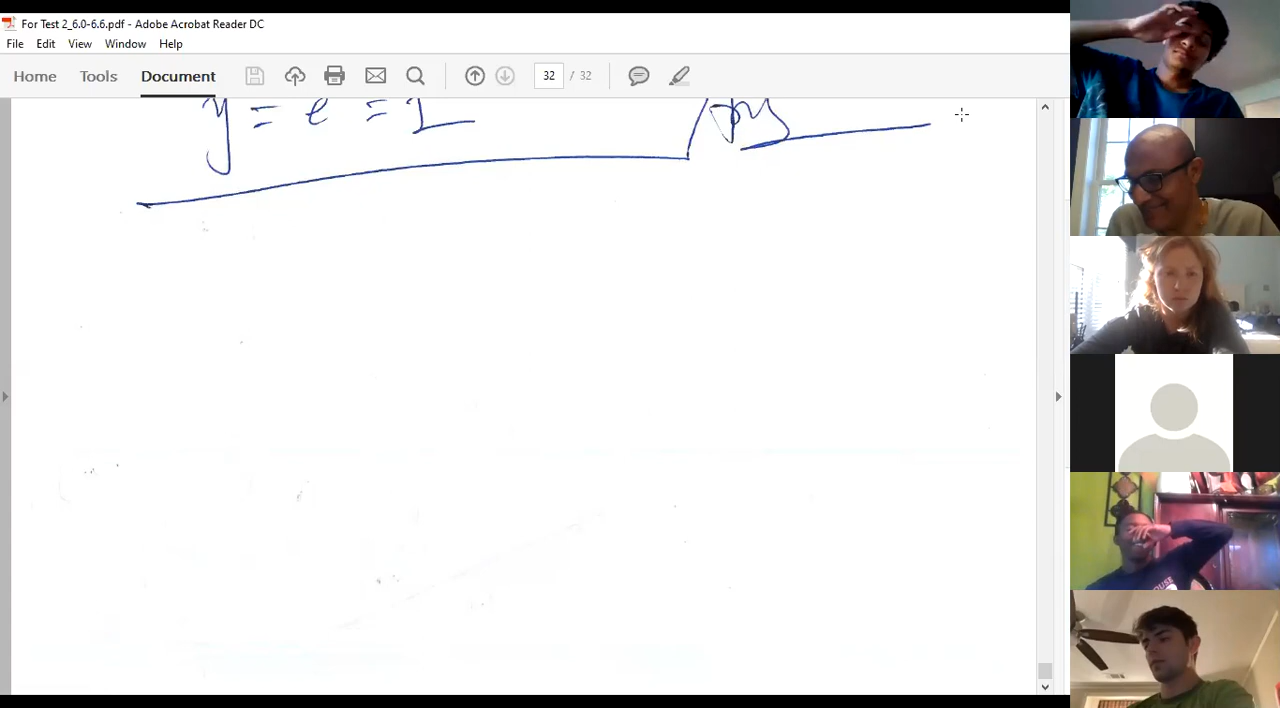 For Test 2_6.0-6.6.pdf - Adobe Acrobat Reader DC
File Edit View Window Help
Home Tools Document 32 / 32
y = e = 1
HOUSE